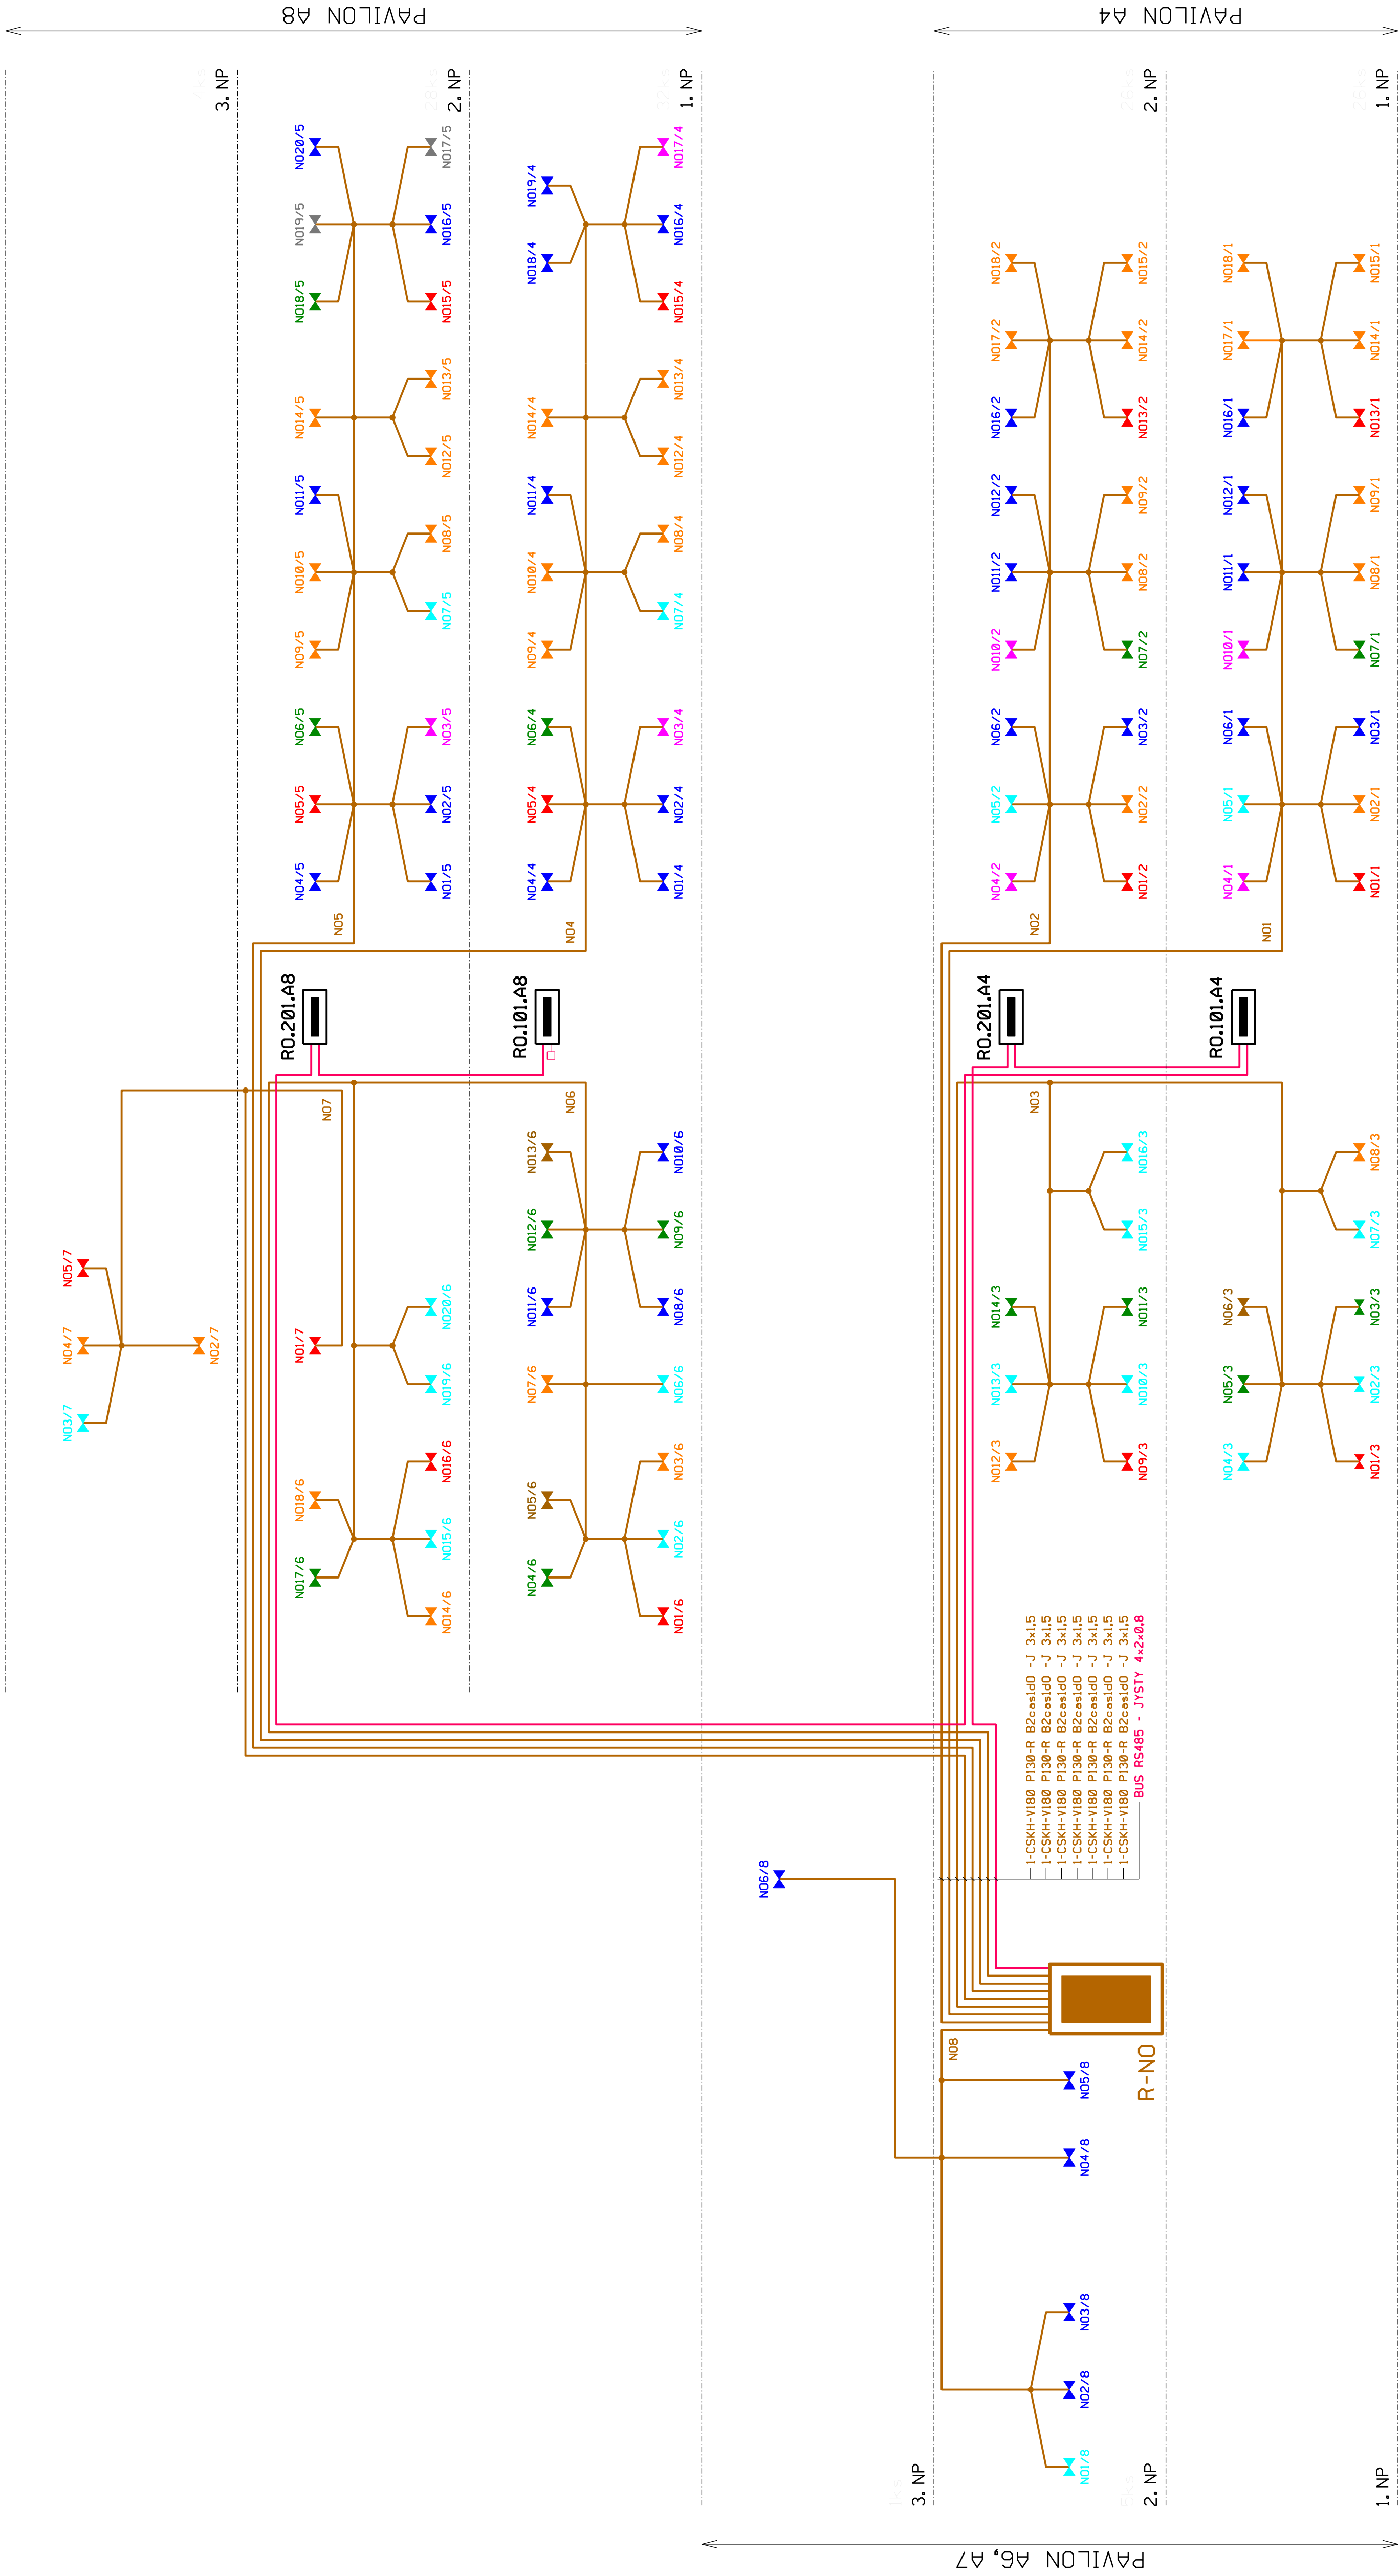 PAVILON A8
PAVILON A4
PAVILON A6, A7
NO3/7
NO4/7
NO5/7
NO2/7
3. NP
RO.201.A8
NO17/6
NO18/6
NO1/7
NO7
NO5
NO4/5
NO5/5
NO6/5
NO9/5
NO10/5
NO11/5
NO14/5
NO18/5
NO19/5
NO20/5
NO14/6
NO15/6
NO16/6
NO19/6
NO20/6
NO1/5
NO2/5
NO3/5
NO7/5
NO8/5
NO12/5
NO13/5
NO15/5
NO16/5
NO17/5
2. NP
RO.101.A8
NO4/6
NO5/6
NO7/6
NO11/6
NO12/6
NO13/6
NO6
NO4
NO4/4
NO5/4
NO6/4
NO9/4
NO10/4
NO11/4
NO14/4
NO18/4
NO19/4
NO1/6
NO2/6
NO3/6
NO6/6
NO8/6
NO9/6
NO10/6
NO1/4
NO2/4
NO3/4
NO7/4
NO8/4
NO12/4
NO13/4
NO15/4
NO16/4
NO17/4
1. NP
NO6/8
3. NP
NO8
RO.201.A4
NO12/3
NO13/3
NO14/3
NO3
NO2
NO4/2
NO5/2
NO6/2
NO10/2
NO11/2
NO12/2
NO16/2
NO17/2
NO18/2
1-CSKH-V180 P130-R B2cas1d0 -J 3x1,5
1-CSKH-V180 P130-R B2cas1d0 -J 3x1,5
1-CSKH-V180 P130-R B2cas1d0 -J 3x1,5
1-CSKH-V180 P130-R B2cas1d0 -J 3x1,5
1-CSKH-V180 P130-R B2cas1d0 -J 3x1,5
1-CSKH-V180 P130-R B2cas1d0 -J 3x1,5
1-CSKH-V180 P130-R B2cas1d0 -J 3x1,5
BUS RS485 - JYSTY 4x2x0,8
NO1/8
NO2/8
NO3/8
NO4/8
NO5/8
R-NO
NO9/3
NO10/3
NO11/3
NO15/3
NO16/3
NO1/2
NO2/2
NO3/2
NO7/2
NO8/2
NO9/2
NO13/2
NO14/2
NO15/2
2. NP
2. NP
RO.101.A4
NO4/3
NO5/3
NO6/3
NO1
NO4/1
NO5/1
NO6/1
NO10/1
NO11/1
NO12/1
NO16/1
NO17/1
NO18/1
NO1/3
NO2/3
NO3/3
NO7/3
NO8/3
NO1/1
NO2/1
NO3/1
NO7/1
NO8/1
NO9/1
NO13/1
NO14/1
NO15/1
1. NP
1. NP